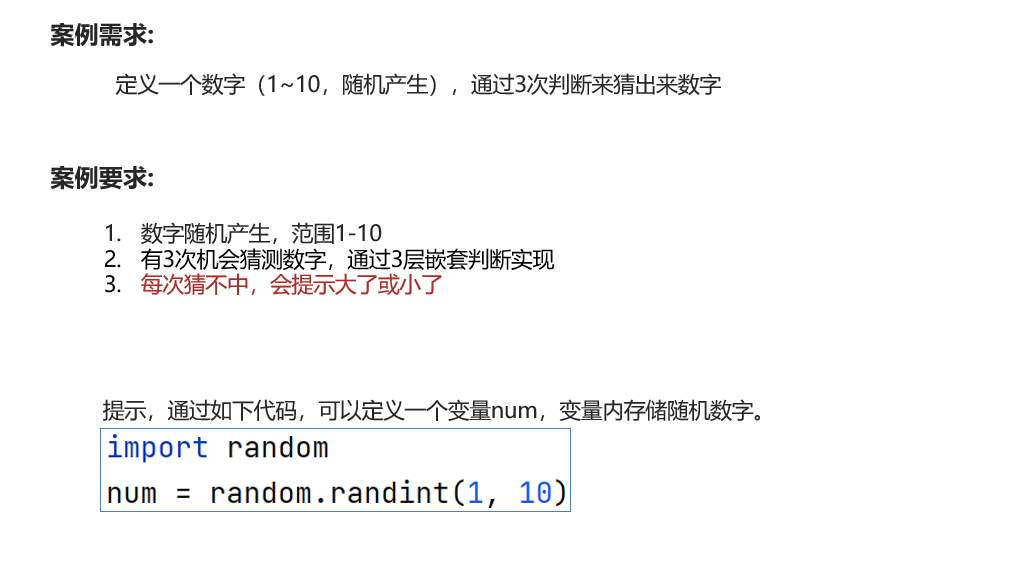 案例需求:
定义一个数字（1~10，随机产生），通过3次判断来猜出来数字
案例要求:
1. 数字随机产生，范围1-10
2. 有3次机会猜测数字，通过3层嵌套判断实现
3. 每次猜不中，会提示大了或小了
提示，通过如下代码，可以定义一个变量num，变量内存储随机数字。
import random
num = random.randint(1, 10)